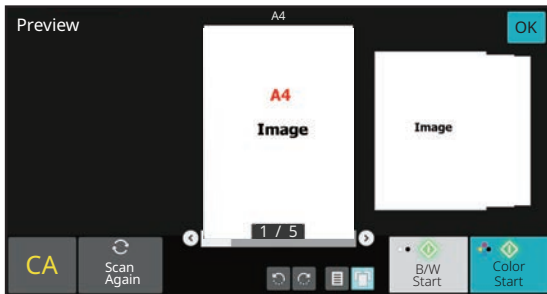 Preview
A4
OK
A4
Image
Image
1 / 5
CA
Scan
Again
B/W
Start
Color
Start